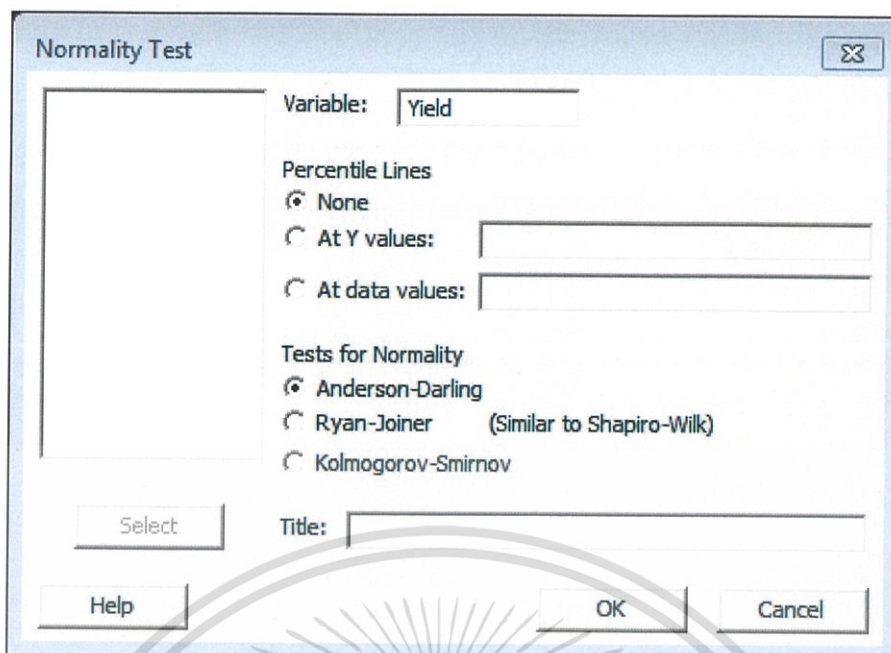 Normality Test
Variable: Yield
Percentile Lines
None
At Y values:
At data values:
Tests for Normality
Anderson-Darling
Ryan-Joiner (Similar to Shapiro-Wilk)
Kolmogorov-Smirnov
Select
Title:
Help
OK
Cancel